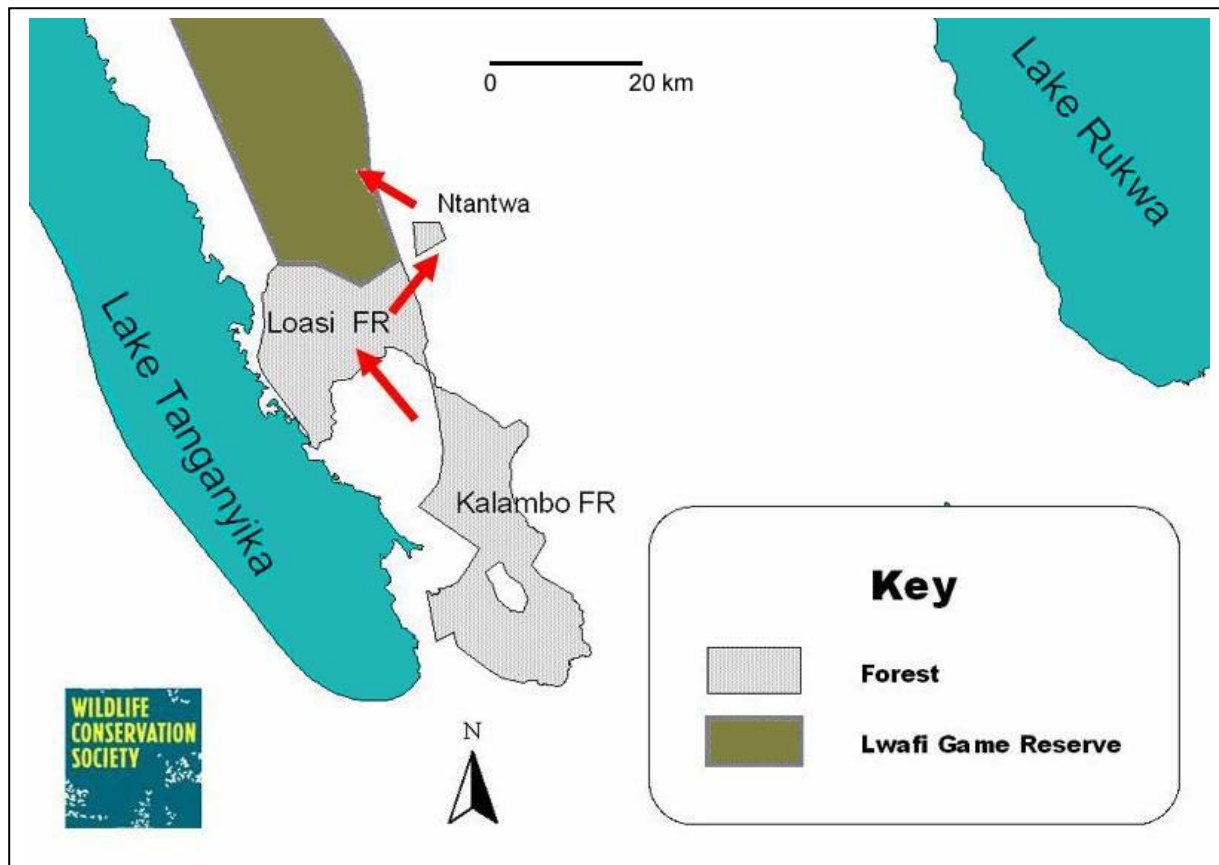 0 20 km
Lake Rukwa
Ntantwa
Loasi FR
Lake Tanganyika
Kalambo FR
Key
Forest
Lwafi Game Reserve
WILDLIFE
CONSERVATION
SOCIETY
N